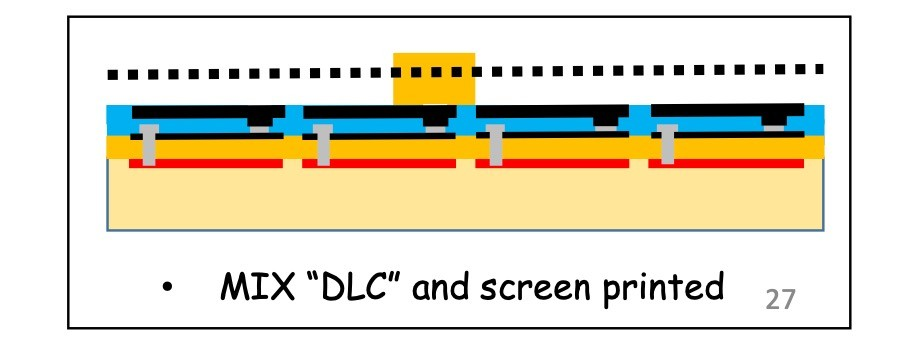 • MIX “DLC” and screen printed
27